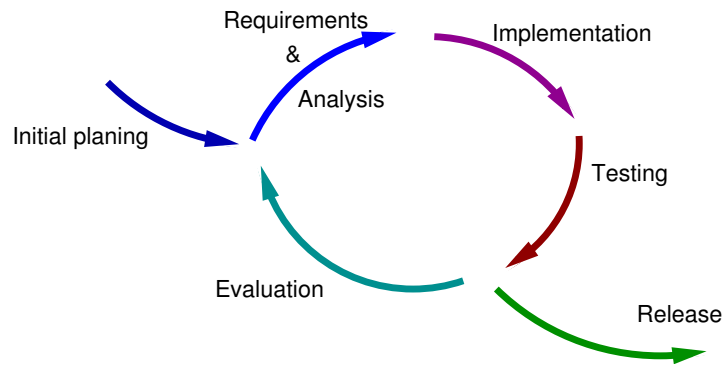 Requirements
&
Analysis
Implementation
Initial planing
Testing
Evaluation
Release